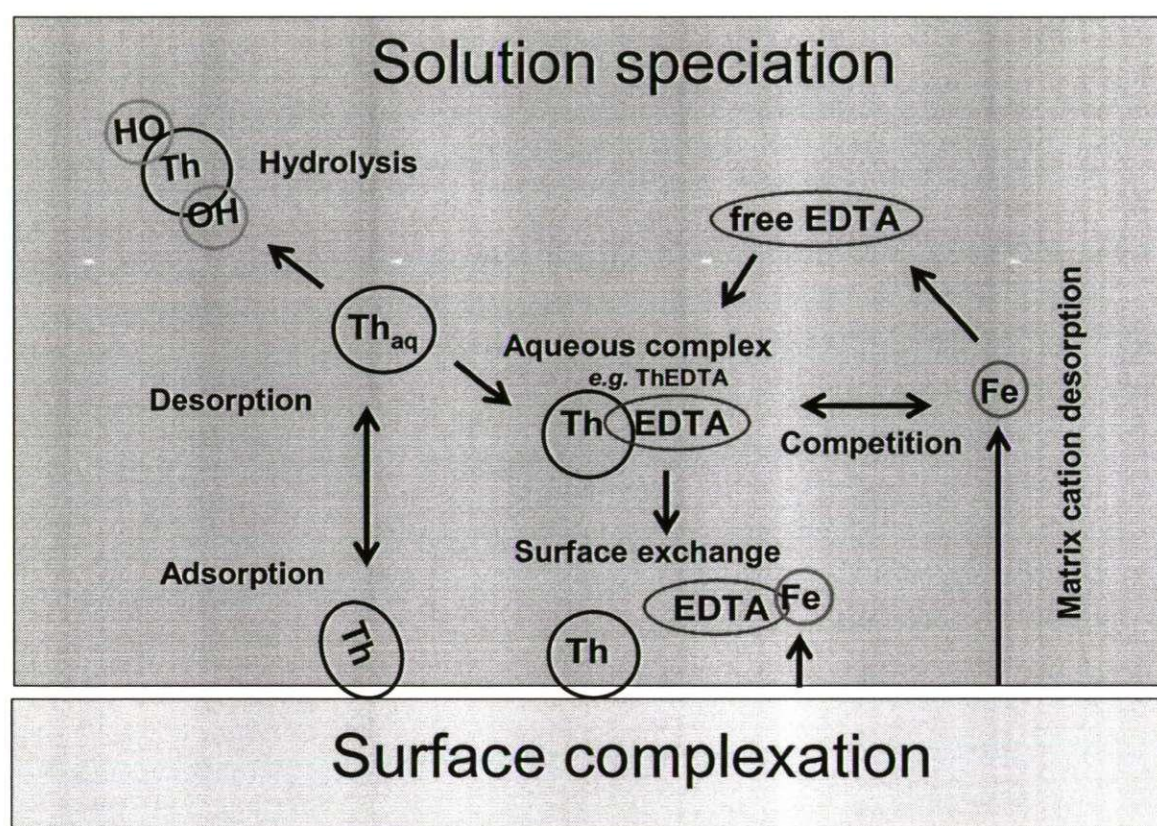 Solution speciation
HO
Th
OH
Hydrolysis
free EDTA
Th_aq
Aqueous complex
e.g. ThEDTA
Desorption
Th EDTA
Fe
Competition
Matrix cation desorption
Surface exchange
Adsorption
EDTA Fe
Th
Th
Surface complexation